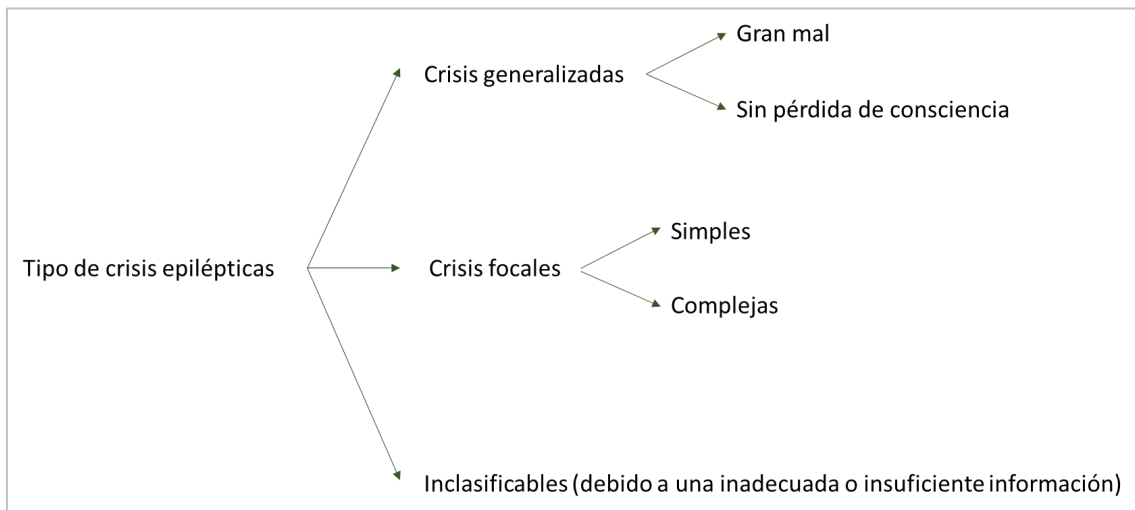 Gran mal
Crisis generalizadas
Sin pérdida de consciencia
Simples
Tipo de crisis epilépticas
Crisis focales
Complejas
Inclasificables (debido a una inadecuada o insuficiente información)